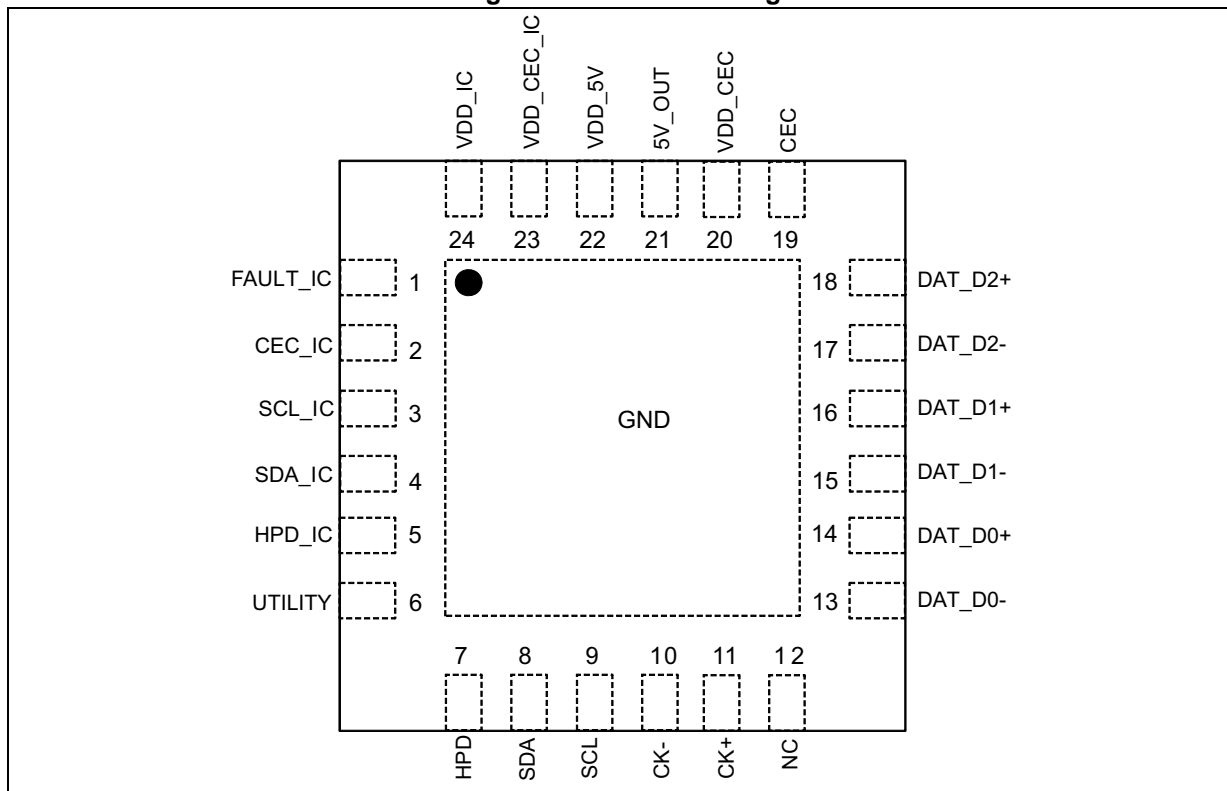 VDD_IC
VDD_CEC_IC
VDD_5V
5V_OUT
VDD_CEC
CEC
24 23 22 21 20 19
FAULT_IC 1 18 DAT_D2+
CEC_IC 2 17 DAT_D2-
SCL_IC 3 16 DAT_D1+
GND
SDA_IC 4 15 DAT_D1-
HPD_IC 5 14 DAT_D0+
UTILITY 6 13 DAT_D0-
7 8 9 10 11 12
HPD
SDA
SCL
CK-
CK+
NC